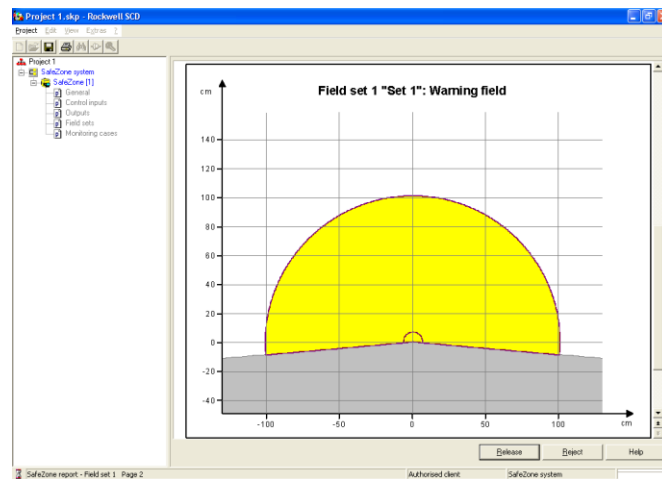 Project 1.skp - Rockwell SCD
Project Edit View Extras ?
Project 1
SafeZone system
SafeZone [1]
General
Control inputs
Outputs
Field sets
Monitoring cases
Field set 1 "Set 1": Warning field
cm
140
120
100
80
60
40
20
0
-20
-40
-100 -50 0 50 100 cm
Release Reject Help
SafeZone report - Field set 1 Page 2 Authorised client SafeZone system